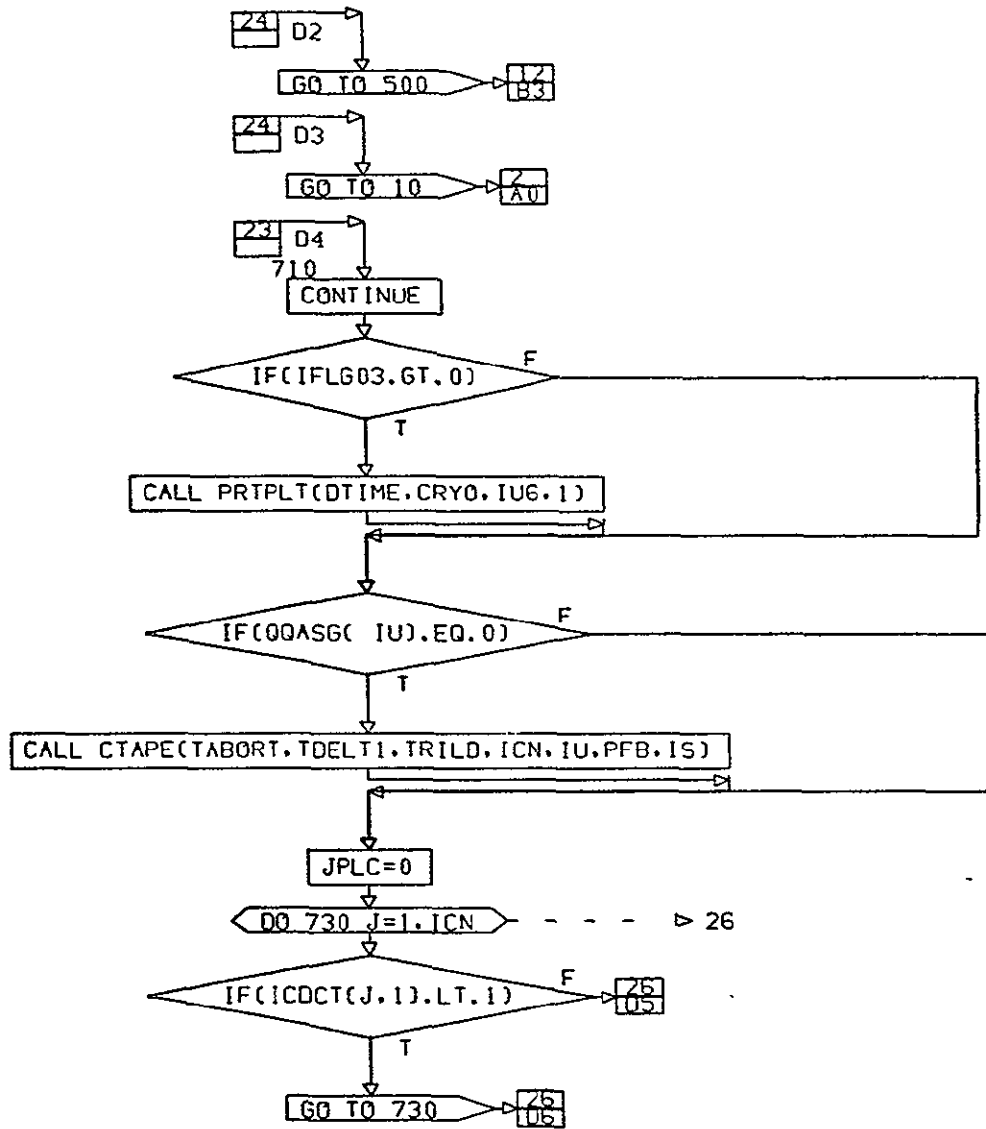 24
D2
GO TO 500
12
B3
24
D3
GO TO 10
2
A0
23
D4
710
CONTINUE
IF(IFLG03.GT.0)
F
T
CALL PRTPLT(DTIME.CRYO.IU6.1)
IF(QQASG( IU).EQ.0)
F
T
CALL CTAPE(TABORT.TDELT1.TRILD.ICN.IU.PFB.IS)
JPLC=0
DO 730 J=1.ICN
26
IF(ICDCT(J.1).LT.1)
F
26
D5
T
GO TO 730
26
D6